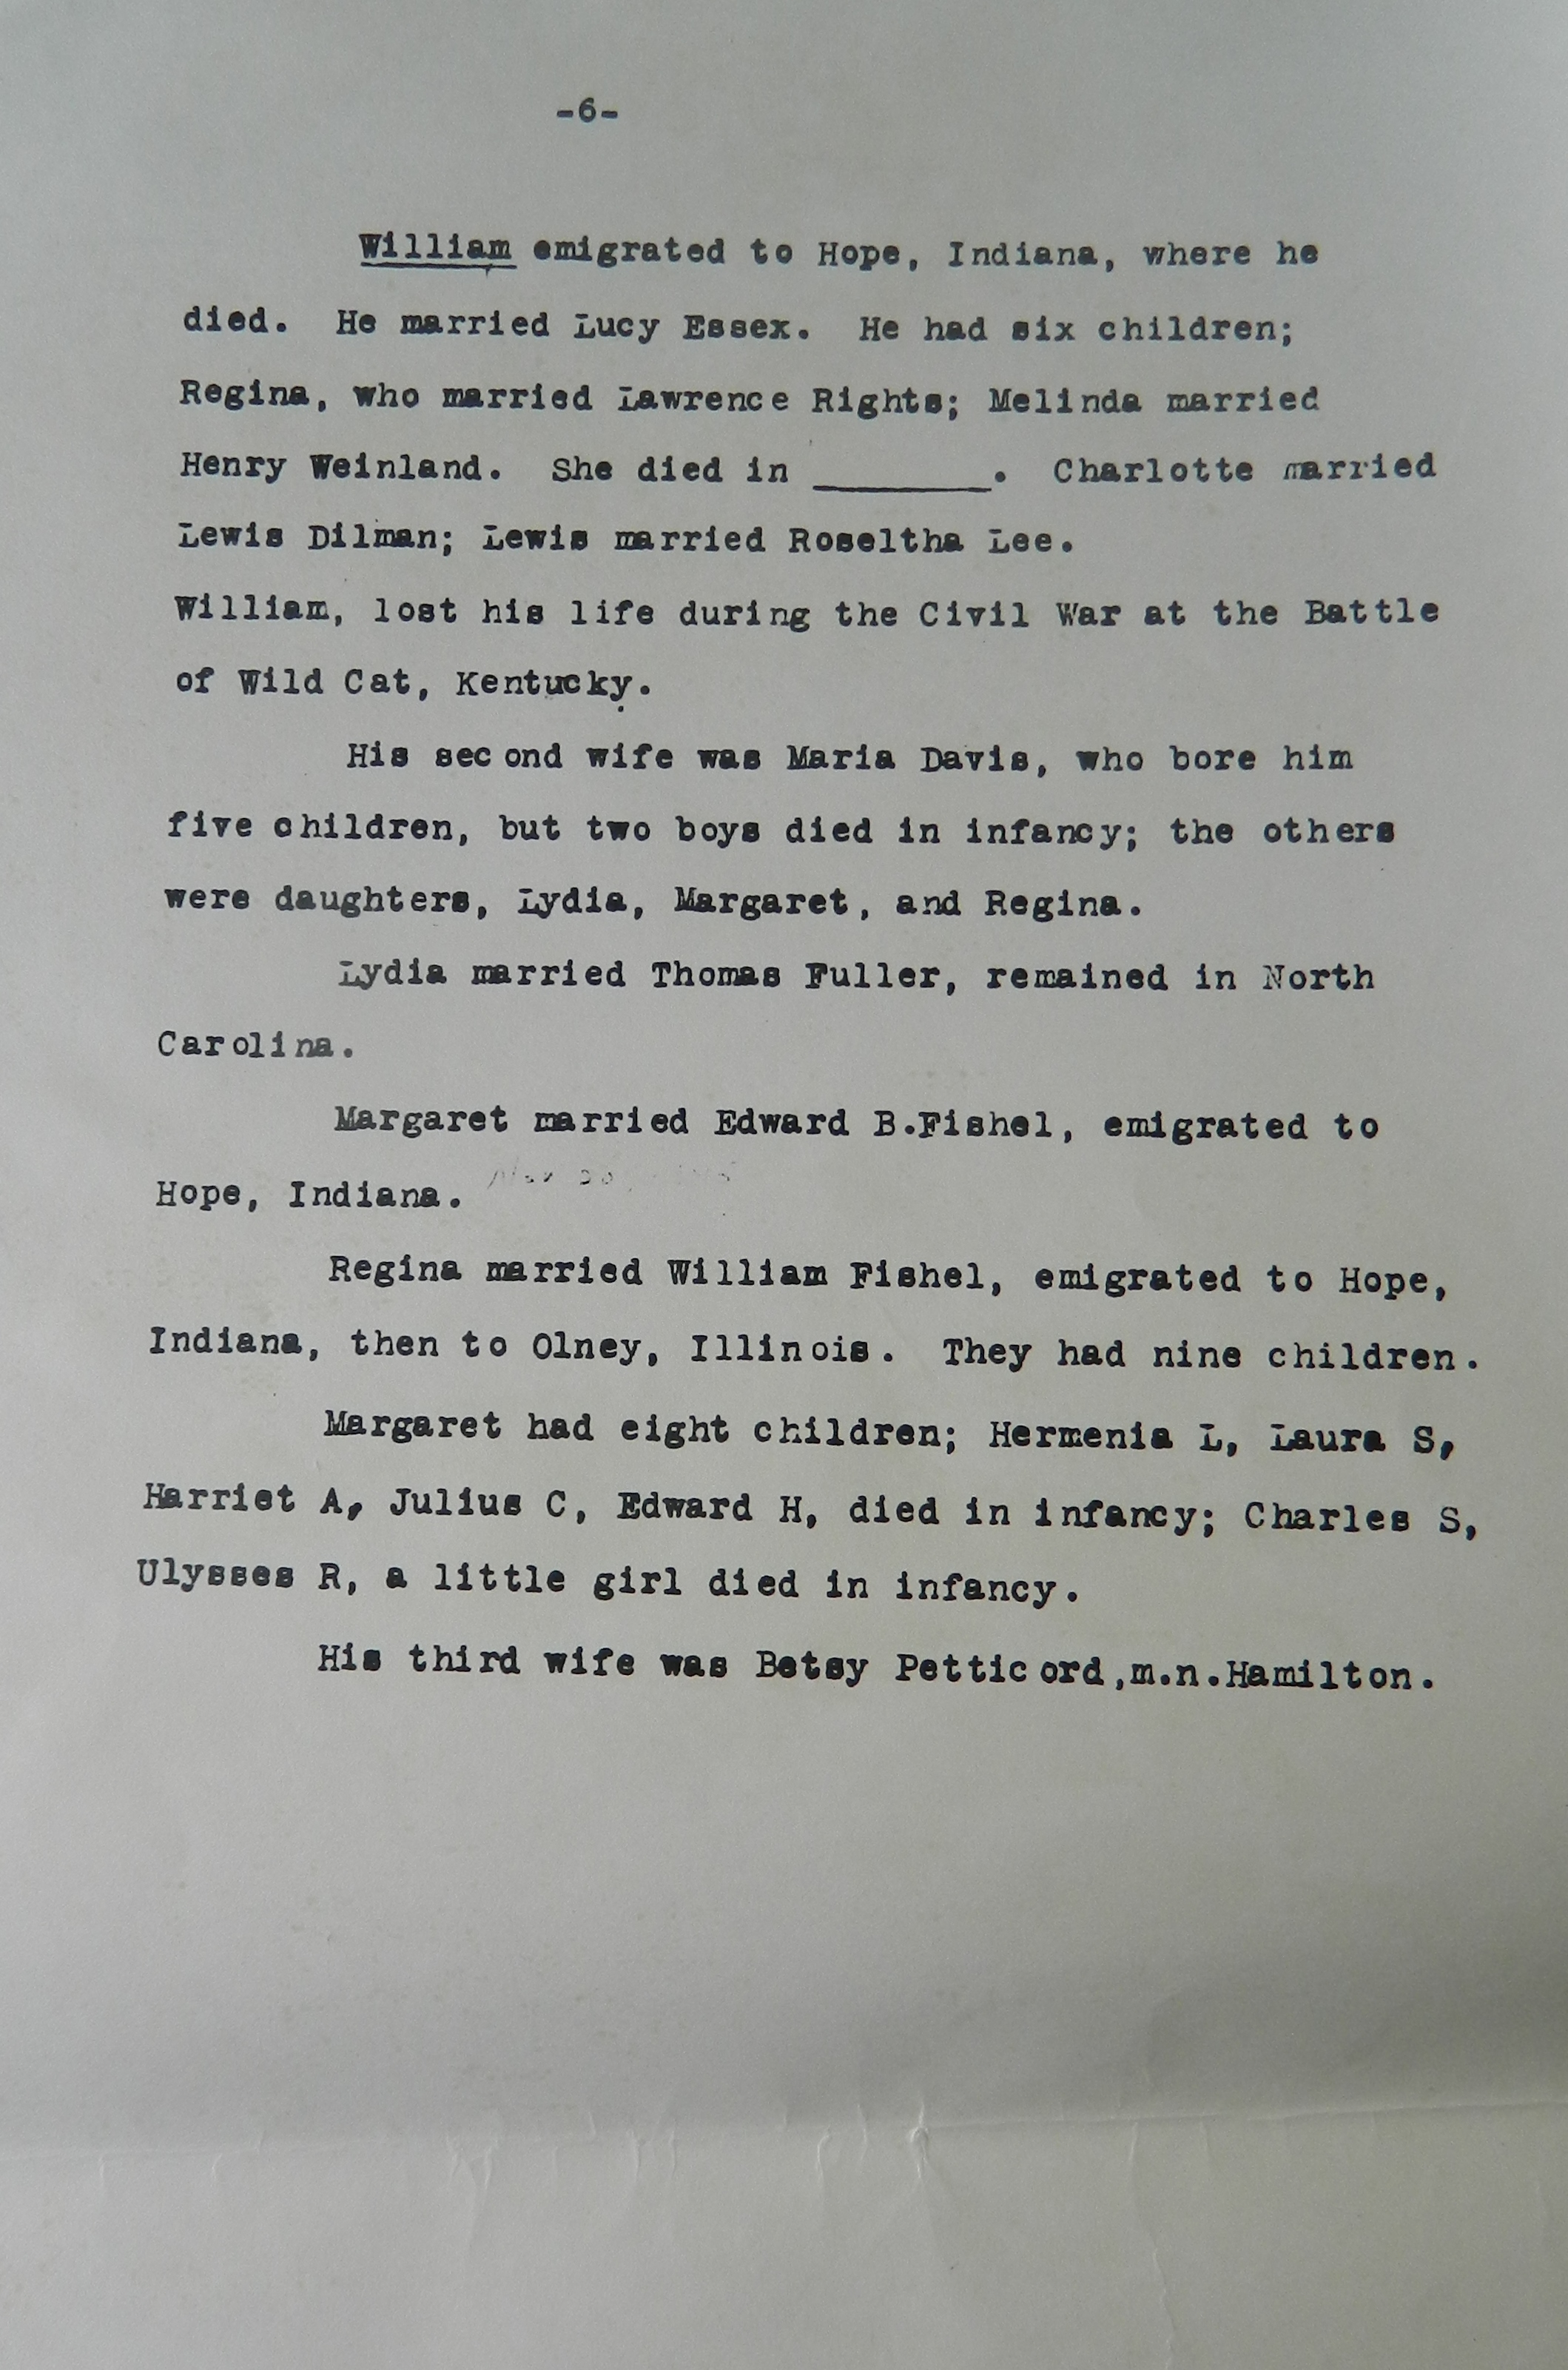 -6-
William emigrated to Hope, Indiana, where he
died. He married Lucy Essex. He had six children;
Regina, who married Lawrence Rights; Melinda married
Henry Weinland. She died in ________. Charlotte married
Lewis Dilman; Lewis married Roseltha Lee.
William, lost his life during the Civil War at the Battle
of Wild Cat, Kentucky.
His second wife was Maria Davis, who bore him
five children, but two boys died in infancy; the others
were daughters, Lydia, Margaret, and Regina.
Lydia married Thomas Fuller, remained in North
Carolina.
Margaret married Edward B.Fishel, emigrated to
Hope, Indiana.
Regina married William Fishel, emigrated to Hope,
Indiana, then to Olney, Illinois. They had nine children.
Margaret had eight children; Hermenia L, Laura S,
Harriet A, Julius C, Edward H, died in infancy; Charles S,
Ulysses R, a little girl died in infancy.
His third wife was Betsy Petticord,m.n.Hamilton.